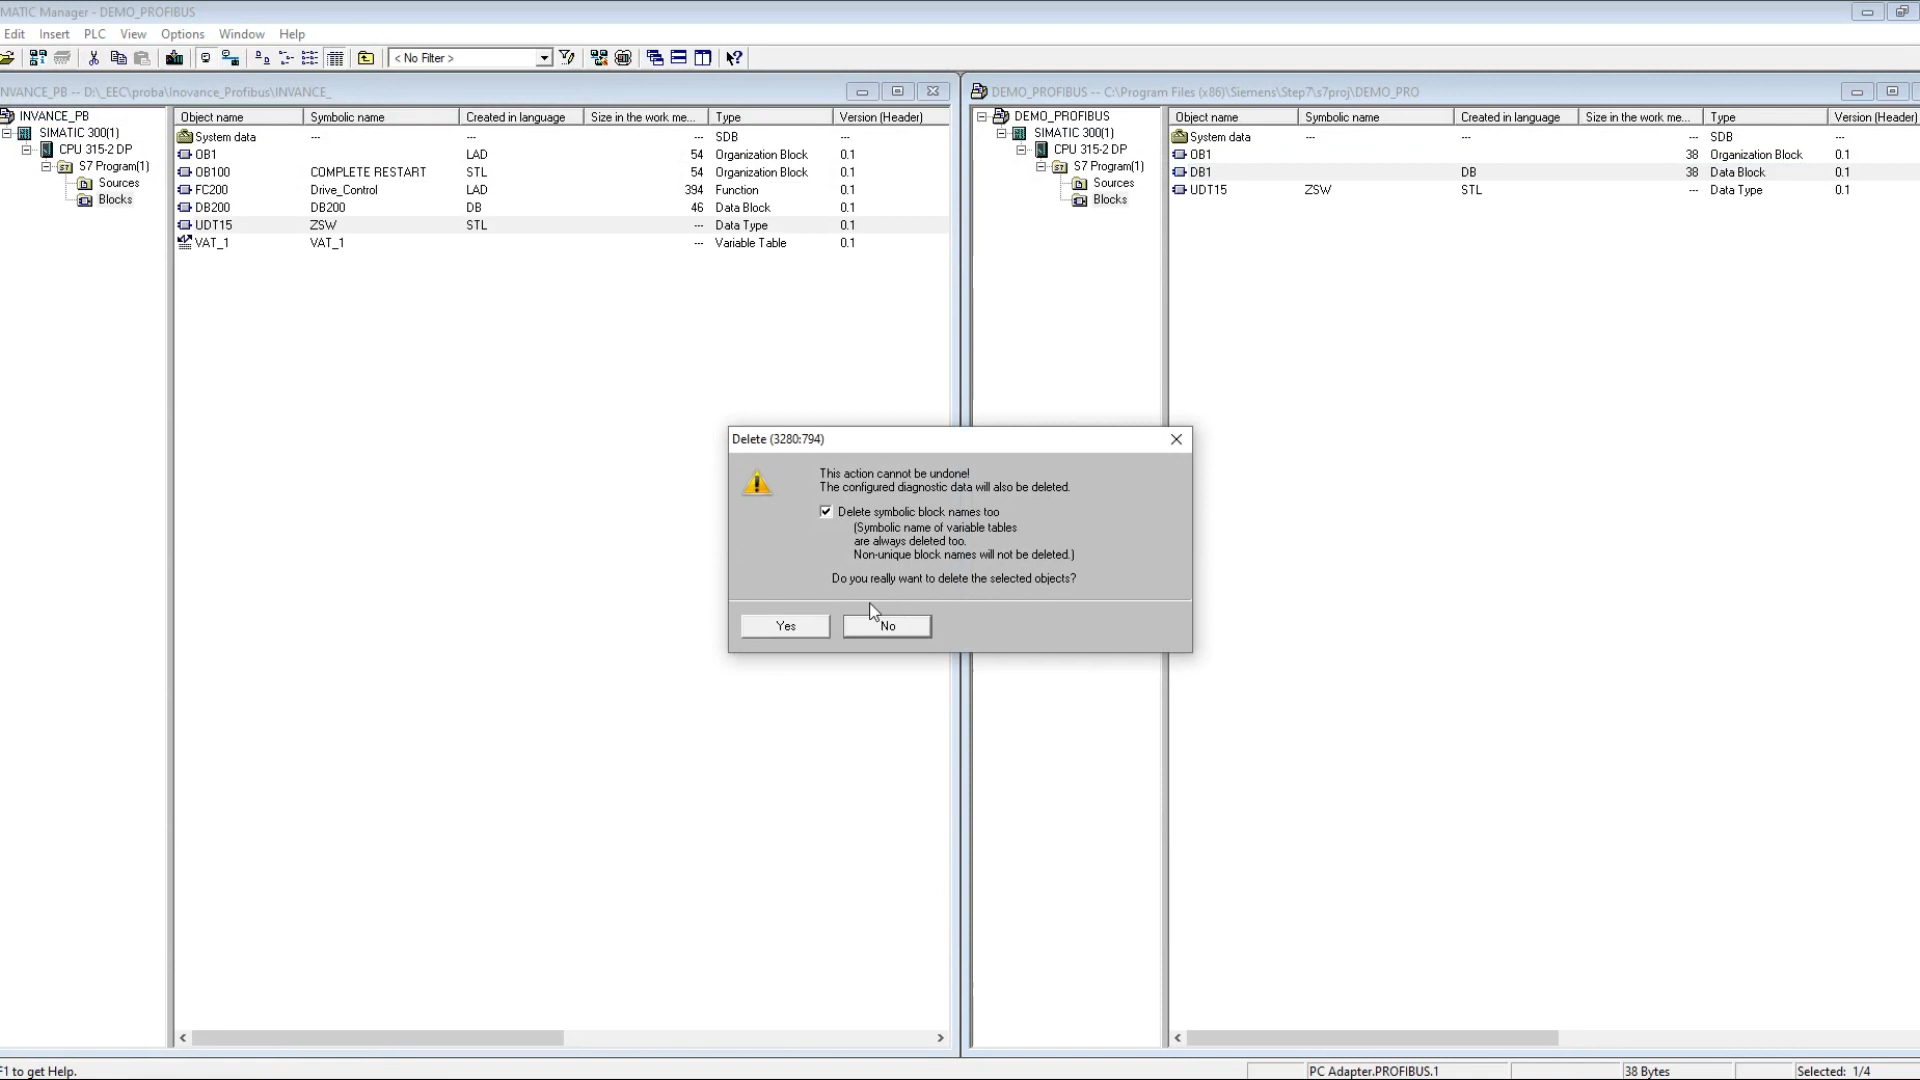 MATIC Manager - DEMO_PROFIBUS
Edit Insert PLC View Options Window Help
< No Filter >
NVANCE_PB -- D:\_EEC\proba\Inovance_Profibus\INVANCE_
INVANCE_PB
SIMATIC 300(1)
CPU 315-2 DP
S7 Program(1)
Sources
Blocks
Object name Symbolic name Created in language Size in the work me... Type Version (Header)
System data --- --- --- SDB ---
OB1 LAD 54 Organization Block 0.1
OB100 COMPLETE RESTART STL 54 Organization Block 0.1
FC200 Drive_Control LAD 394 Function 0.1
DB200 DB200 DB 46 Data Block 0.1
UDT15 ZSW STL --- Data Type 0.1
VAT_1 VAT_1 --- Variable Table 0.1
DEMO_PROFIBUS -- C:\Program Files (x86)\Siemens\Step7\s7proj\DEMO_PRO
DEMO_PROFIBUS
SIMATIC 300(1)
CPU 315-2 DP
S7 Program(1)
Sources
Blocks
Object name Symbolic name Created in language Size in the work me... Type Version (Header)
System data --- --- --- SDB ---
OB1 38 Organization Block 0.1
DB1 DB 38 Data Block 0.1
UDT15 ZSW STL --- Data Type 0.1
Delete (3280:794)
This action cannot be undone!
The configured diagnostic data will also be deleted.
Delete symbolic block names too
(Symbolic name of variable tables
are always deleted too.
Non-unique block names will not be deleted.)
Do you really want to delete the selected objects?
Yes No
F1 to get Help.
PC Adapter.PROFIBUS.1 38 Bytes Selected: 1/4